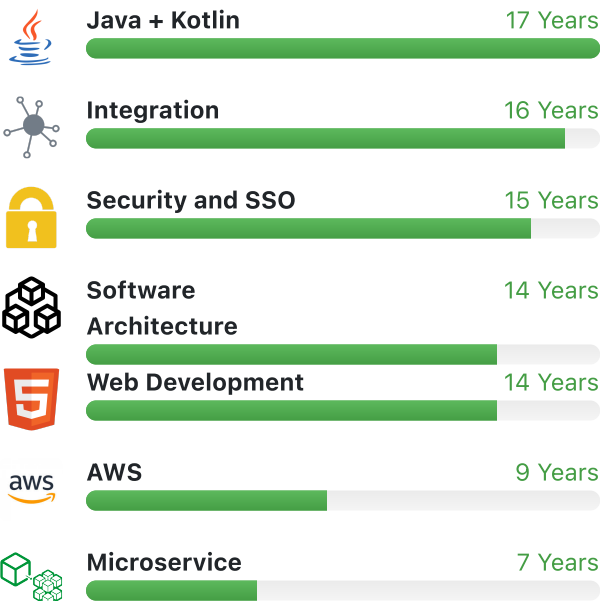 Java + Kotlin 17 Years
Integration 16 Years
Security and SSO 15 Years
Software 14 Years
Architecture
5 Web Development 14 Years
aws AWS 9 Years
Microservice 7 Years